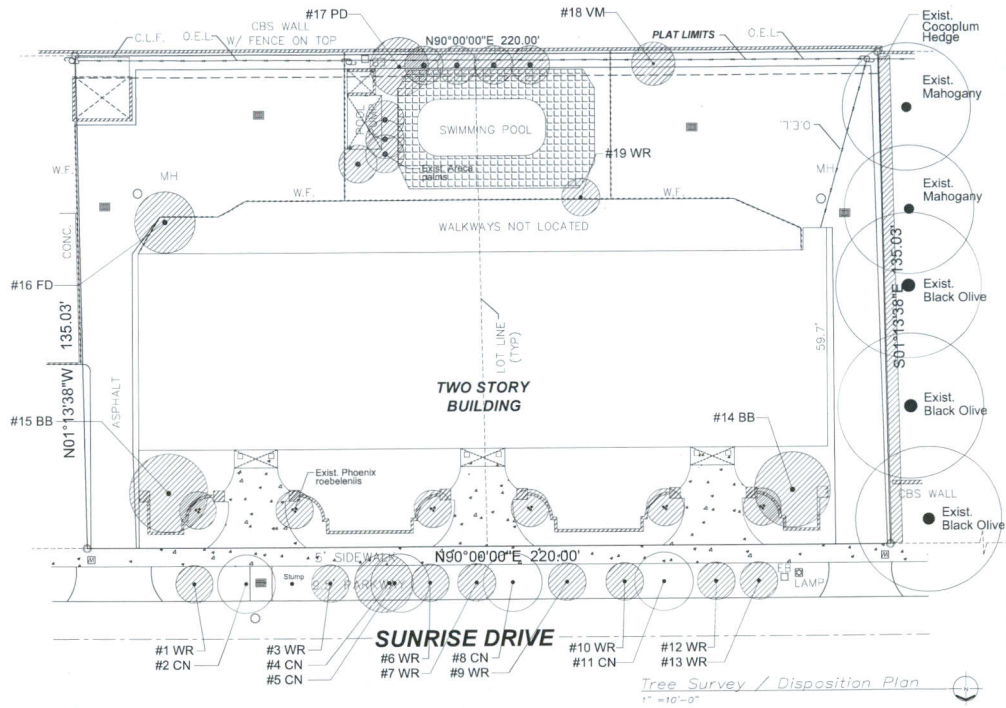 #17 PD
#18 VM
Exist.
Cocoplum
Hedge
C.L.F.
O.E.L.
CBS WALL
W/ FENCE ON TOP
N90°00'00"E 220.00'
PLAT LIMITS
O.E.L.
Exist.
Mahogany
SWIMMING POOL
O.E.L.
#19 WR
W.F.
MH
Exist. Areca
palms
MH
W.F.
W.F.
Exist.
Mahogany
CONC.
WALKWAYS NOT LOCATED
#16 FD
N01°13'38"W 135.03'
S01°13'38"E 135.03'
Exist.
Black Olive
LOT LINE
(TYP)
59.7'
ASPHALT
TWO STORY
BUILDING
Exist.
Black Olive
#15 BB
#14 BB
Exist. Phoenix
roebeleniis
CBS WALL
Exist.
Black Olive
5' SIDEWALK
N90°00'00"E 220.00'
Stump
PARKWAY
LAMP
SUNRISE DRIVE
#1 WR
#2 CN
#3 WR
#4 CN
#5 CN
#6 WR
#7 WR
#8 CN
#9 WR
#10 WR
#11 CN
#12 WR
#13 WR
Tree Survey / Disposition Plan
1" =10'-0"
N